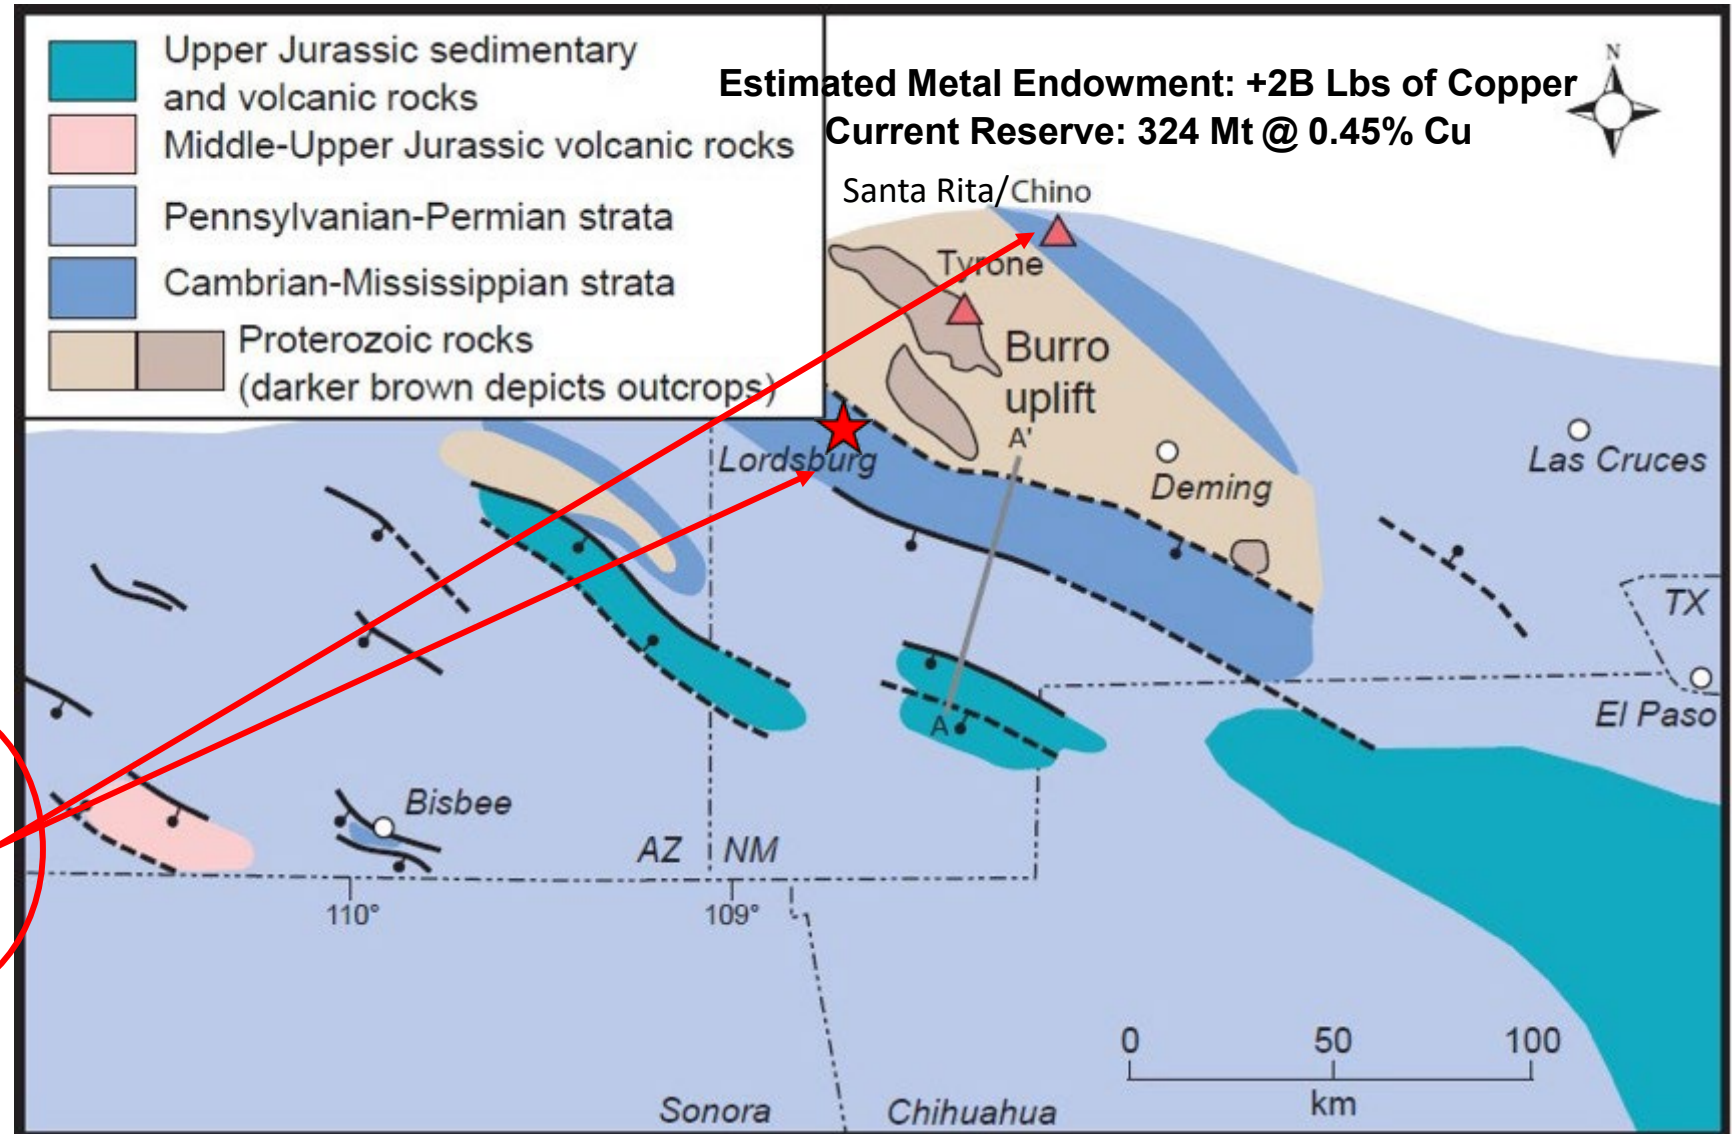 Upper Jurassic sedimentary
and volcanic rocks
Middle-Upper Jurassic volcanic rocks
Pennsylvanian-Permian strata
Cambrian-Mississippian strata
Proterozoic rocks
(darker brown depicts outcrops)
Estimated Metal Endowment: +2B Lbs of Copper
Current Reserve: 324 Mt @ 0.45% Cu
N
Santa Rita/Chino
Tyrone
Burro
uplift
A'
Lordsburg
Deming
Las Cruces
TX
El Paso
A
Bisbee
AZ
NM
110°
109°
0 50 100
km
Sonora
Chihuahua